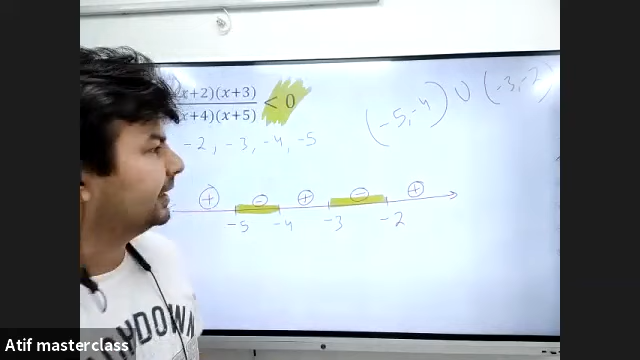 x+2)(x+3)
x+4)(x+5)
< 0
(-5,-4) ∪ (-3,-2)
-2, -3, -4, -5
+ - + - +
-5 -4 -3 -2
DOWN
Atif masterclass